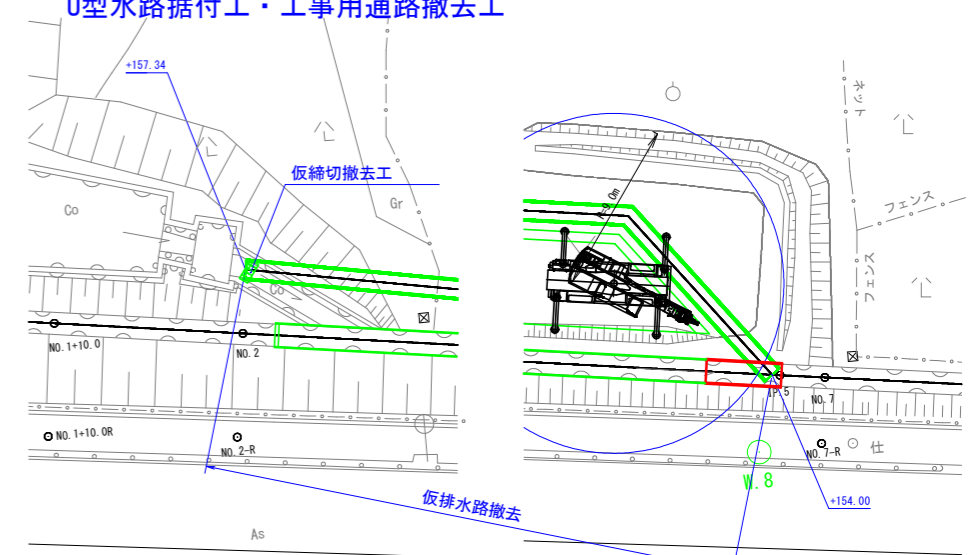 U型水路据付工・工事用通路撤去工
+157.34
仮締切撤去工
ネット
Co
Gr
フェンス
R=9.0m
フェンス
Co
NO.1+10.0
NO.2
IP.5
NO.7
NO.1+10.0R
NO.2-R
NO.7-R
仕
W.8
+154.00
仮排水路撤去
As